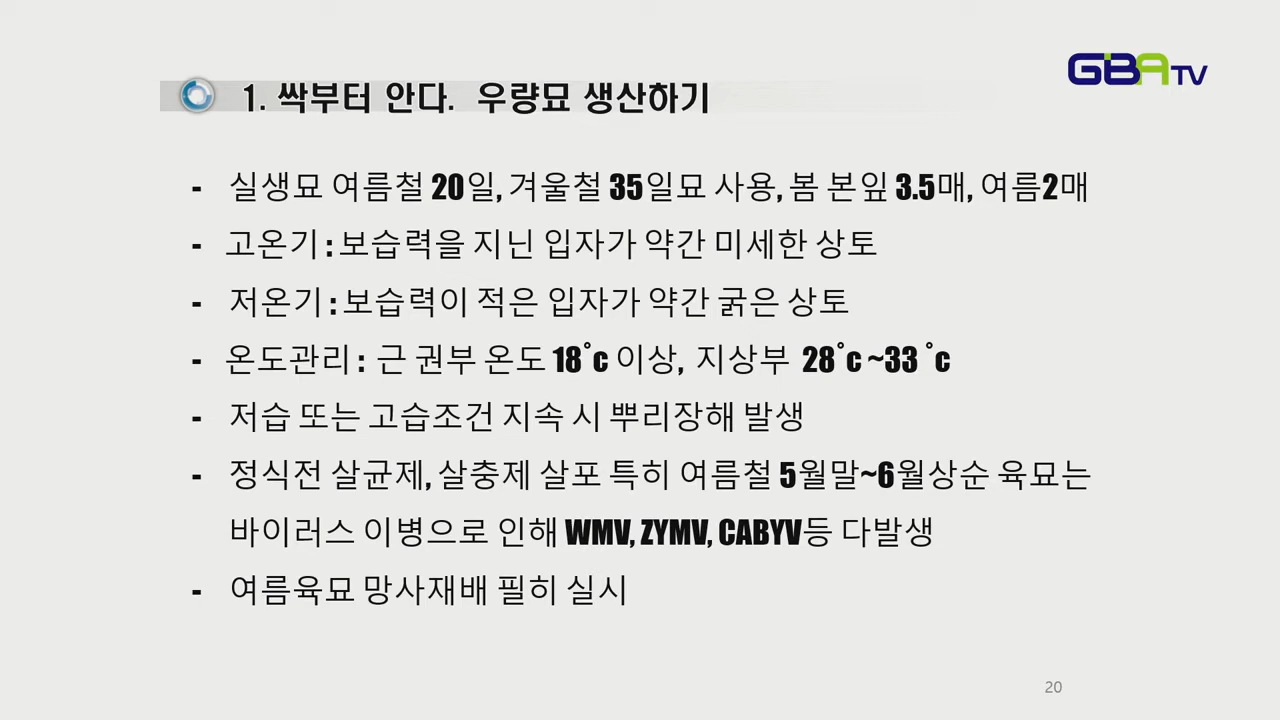 GBA TV
1. 싹부터 안다. 우량묘 생산하기
- 실생묘 여름철 20일, 겨울철 35일묘 사용, 봄 본잎 3.5매, 여름2매
- 고온기 : 보습력을 지닌 입자가 약간 미세한 상토
- 저온기 : 보습력이 적은 입자가 약간 굵은 상토
- 온도관리 : 근 권부 온도 18˚c 이상, 지상부 28˚c ~33 ˚c
- 저습 또는 고습조건 지속 시 뿌리장해 발생
- 정식전 살균제, 살충제 살포 특히 여름철 5월말~6월상순 육묘는
바이러스 이병으로 인해 WMV, ZYMV, CABYV등 다발생
- 여름육묘 망사재배 필히 실시
20